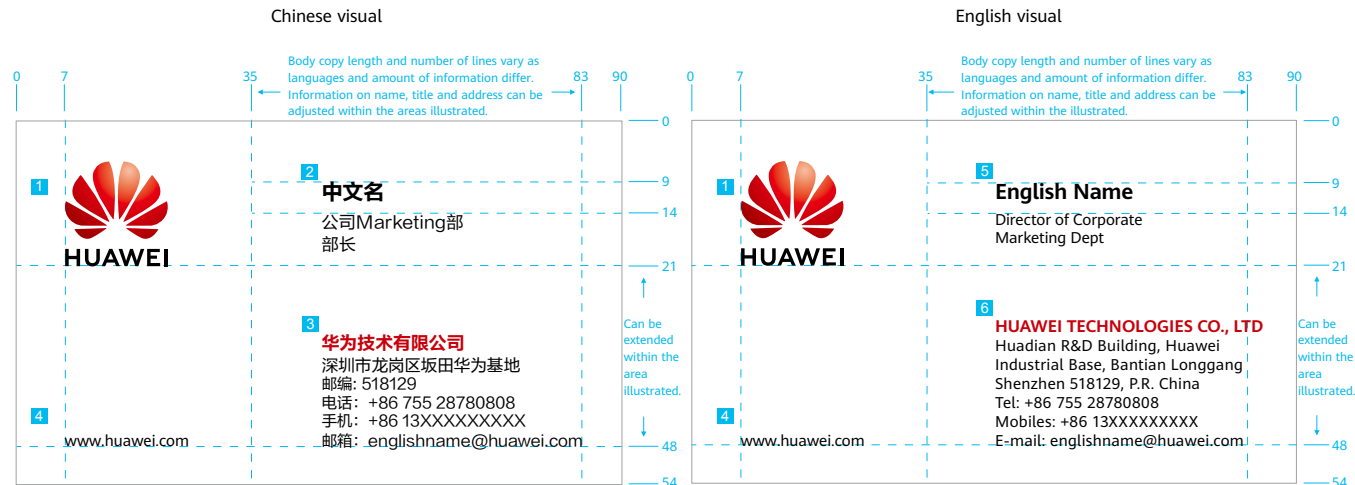 Chinese visual
Body copy length and number of lines vary as
languages and amount of information differ.
Information on name, title and address can be
adjusted within the areas illustrated.
0 7 35 83 90
0
9
14
21
Can be
extended
within the
area
illustrated.
48
54
1
HUAWEI
2
中文名
公司Marketing部
部长
3
华为技术有限公司
深圳市龙岗区坂田华为基地
邮编: 518129
电话：+86 755 28780808
手机：+86 13XXXXXXXXX
邮箱：englishname@huawei.com
4
www.huawei.com
English visual
Body copy length and number of lines vary as
languages and amount of information differ.
Information on name, title and address can be
adjusted within the areas illustrated.
0 7 35 83 90
0
9
14
21
Can be
extended
within the
area
illustrated.
48
54
1
HUAWEI
5
English Name
Director of Corporate
Marketing Dept
6
HUAWEI TECHNOLOGIES CO., LTD
Huadian R&D Building, Huawei
Industrial Base, Bantian Longgang
Shenzhen 518129, P.R. China
Tel: +86 755 28780808
Mobiles: +86 13XXXXXXXXX
E-mail: englishname@huawei.com
4
www.huawei.com